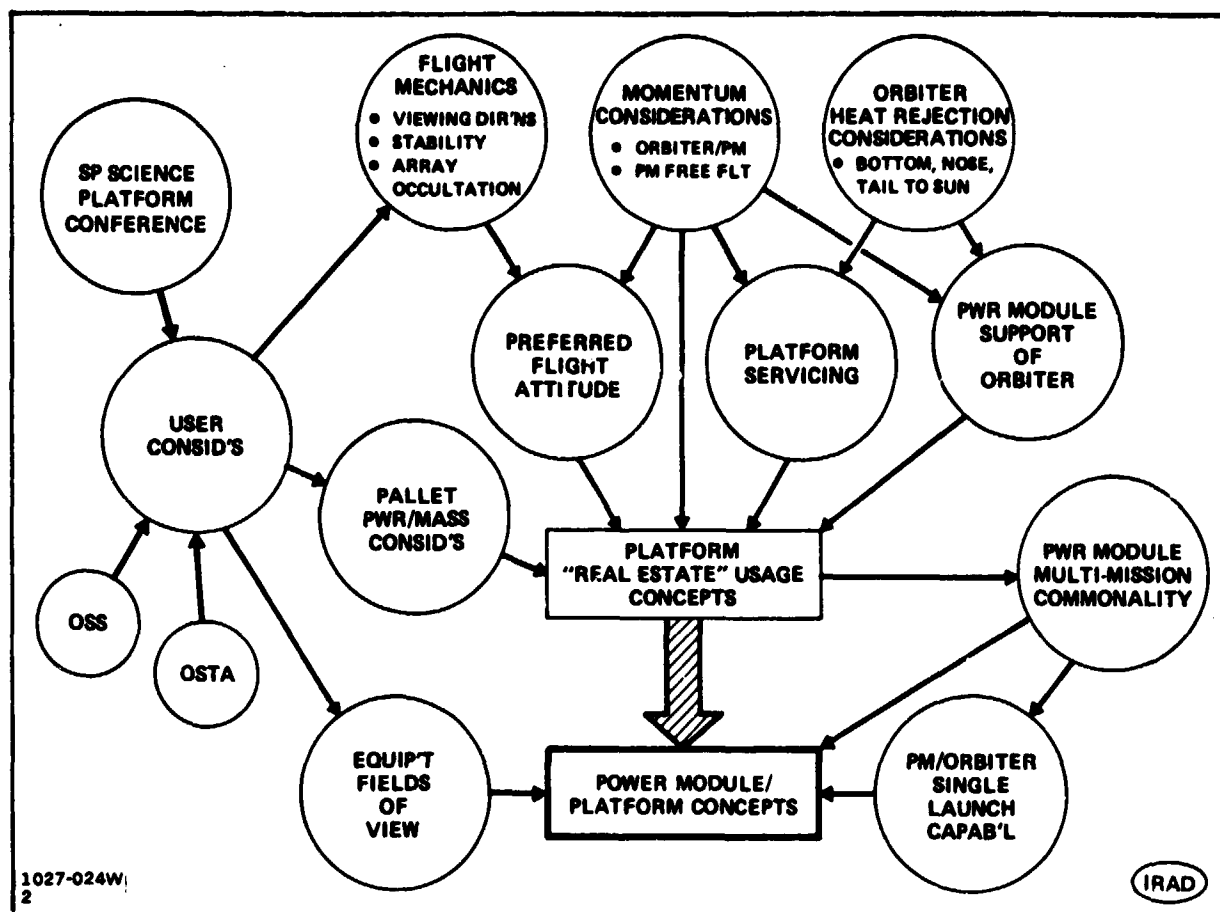 FLIGHT
MECHANICS
• VIEWING DIR'NS
• STABILITY
• ARRAY
OCCULTATION
MOMENTUM
CONSIDERATIONS
• ORBITER/PM
• PM FREE FLT
ORBITER
HEAT REJECTION
CONSIDERATIONS
• BOTTOM, NOSE,
TAIL TO SUN
SP SCIENCE
PLATFORM
CONFERENCE
PREFERRED
FLIGHT
ATTITUDE
PLATFORM
SERVICING
PWR MODULE
SUPPORT
OF
ORBITER
USER
CONSID'S
PALLET
PWR/MASS
CONSID'S
PLATFORM
"REAL ESTATE" USAGE
CONCEPTS
PWR MODULE
MULTI-MISSION
COMMONALITY
OSS
OSTA
EQUIP'T
FIELDS
OF
VIEW
POWER MODULE/
PLATFORM CONCEPTS
PM/ORBITER
SINGLE
LAUNCH
CAPAB'L
1027-024W
2
IRAD